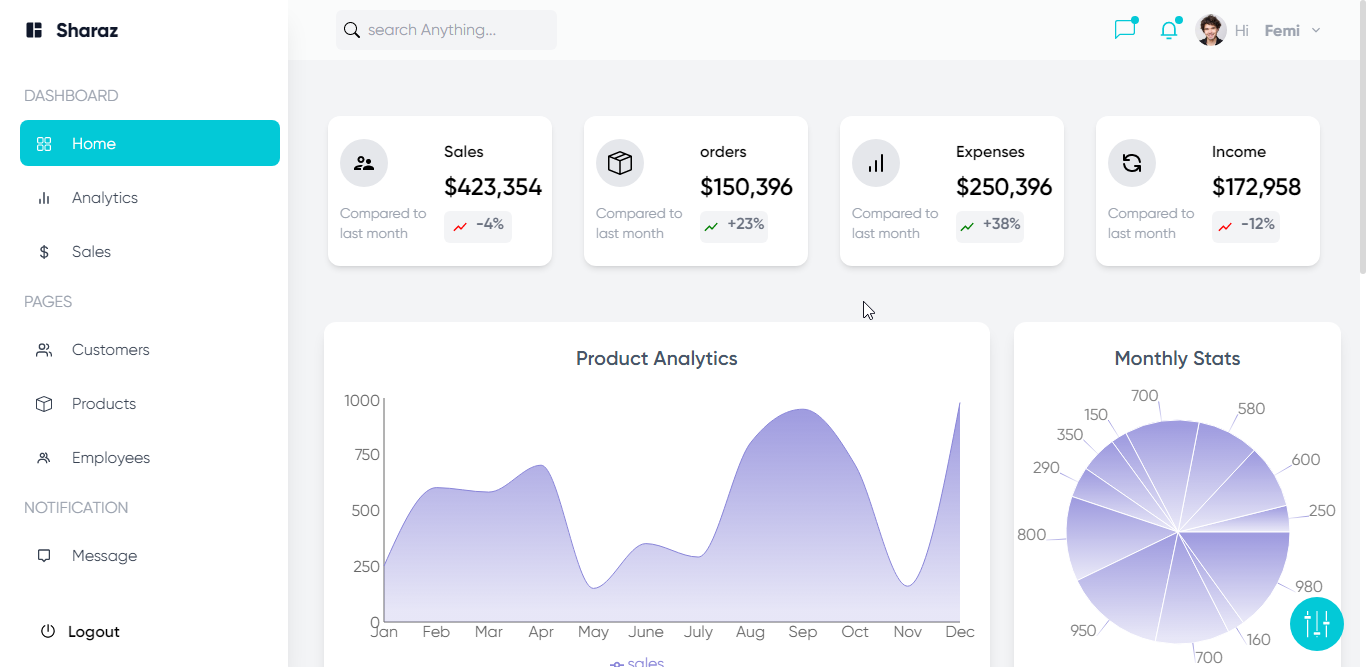 Sharaz
search Anything...
Hi Femi
DASHBOARD
Home
Analytics
Sales
PAGES
Customers
Products
Employees
NOTIFICATION
Message
Logout
Sales
$423,354
Compared to
last month
-4%
orders
$150,396
Compared to
last month
+23%
Expenses
$250,396
Compared to
last month
+38%
Income
$172,958
Compared to
last month
-12%
Product Analytics
1000
750
500
250
0
Jan Feb Mar Apr May June July Aug Sep Oct Nov Dec
sales
Monthly Stats
700
580
150
350
600
290
250
800
980
950
160
700